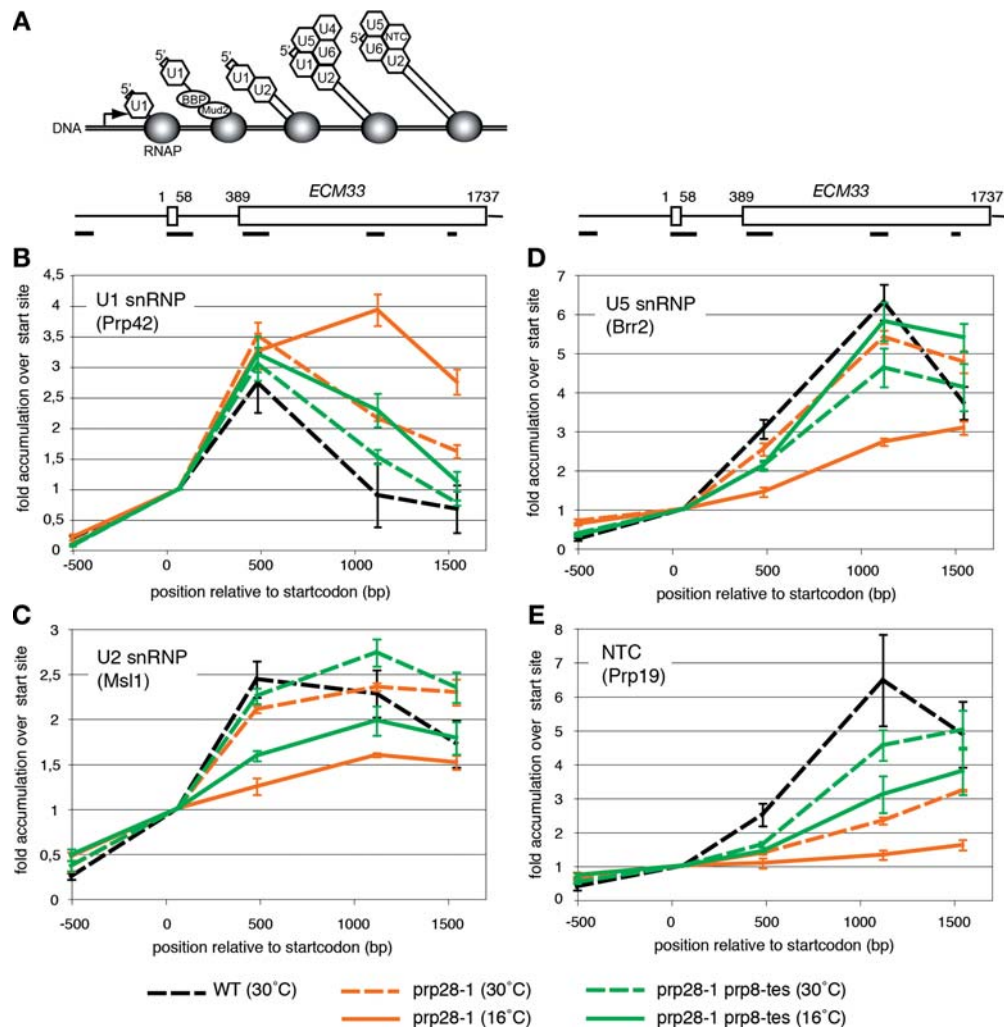 A
5' U1
5' U1 BBP Mud2
5' U1 U2
5' U5 U4 U1 U6 U2
5' U5 NTC U6 U2
DNA
RNAP
1 58 389 ECM33 1737
1 58 389 ECM33 1737
B
U1 snRNP
(Prp42)
fold accumulation over start site
4,5
4
3,5
3
2,5
2
1,5
1
0,5
0
-500 0 500 1000 1500
position relative to startcodon (bp)
D
U5 snRNP
(Brr2)
fold accumulation over start site
7
6
5
4
3
2
1
0
-500 0 500 1000 1500
position relative to startcodon (bp)
C
U2 snRNP
(Msl1)
fold accumulation over start site
3
2,5
2
1,5
1
0,5
0
-500 0 500 1000 1500
position relative to startcodon (bp)
E
NTC
(Prp19)
fold accumulation over start site
8
7
6
5
4
3
2
1
0
-500 0 500 1000 1500
position relative to startcodon (bp)
WT (30˚C)
prp28-1 (30˚C)
prp28-1 (16˚C)
prp28-1 prp8-tes (30˚C)
prp28-1 prp8-tes (16˚C)